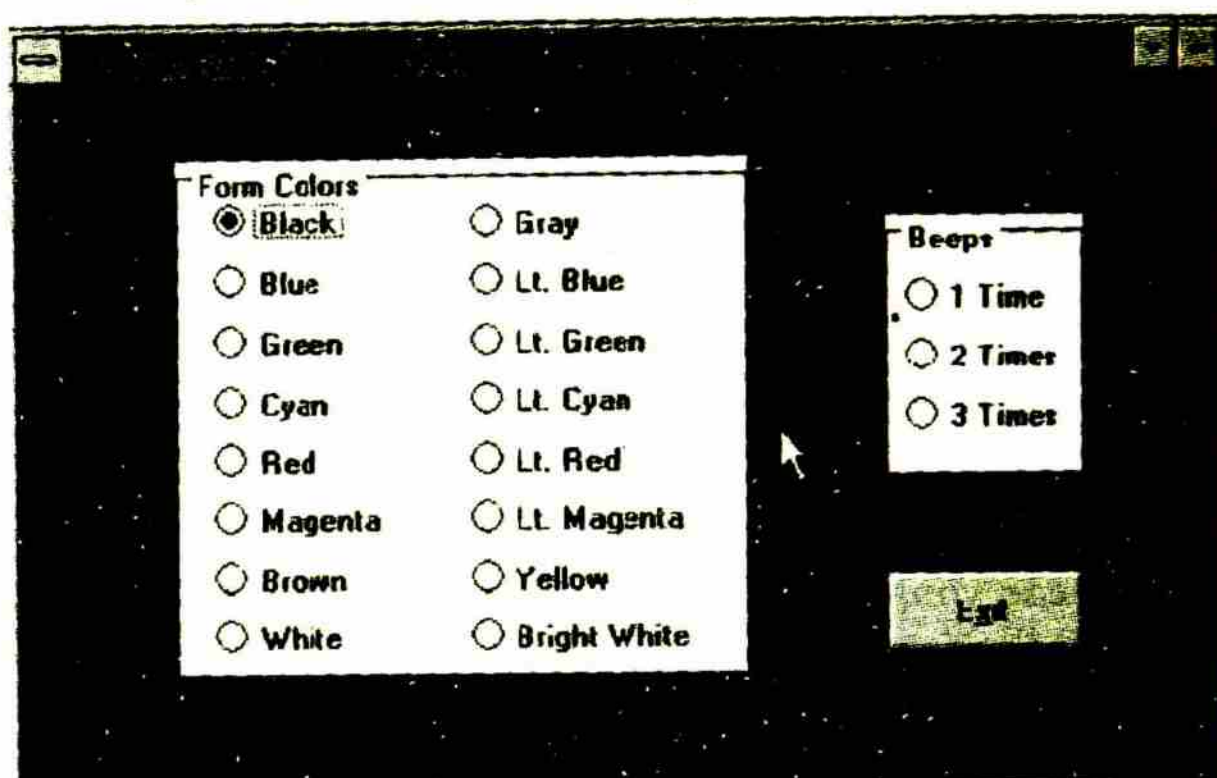 Form Colors
Black
Blue
Green
Cyan
Red
Magenta
Brown
White
Gray
Lt. Blue
Lt. Green
Lt. Cyan
Lt. Red
Lt. Magenta
Yellow
Bright White
Beeps
1 Time
2 Times
3 Times
Exit